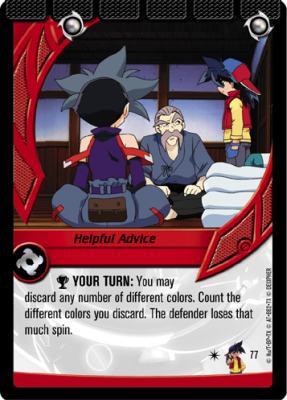 Helpful Advice
YOUR TURN: You may
discard any number of different colors. Count the
different colors you discard. The defender loses that
much spin.
77